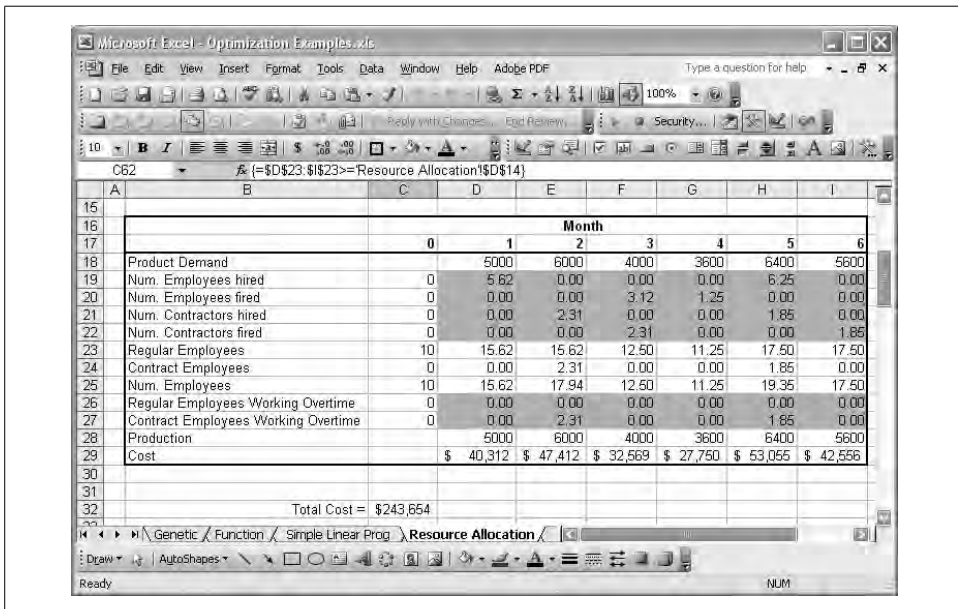 Microsoft Excel - Optimization Examples.xls
File Edit View Insert Format Tools Data Window Help Adobe PDF Type a question for help
100%
Reply with Changes... End Review... Security...
10 B I U $ A A
C62 fx {=$D$23:$I$23>='Resource Allocation'!$D$14}
A B C D E F G H I
15
16 Month
17 0 1 2 3 4 5 6
18 Product Demand 5000 6000 4000 3600 6400 5600
19 Num. Employees hired 0 5.62 0.00 0.00 0.00 6.25 0.00
20 Num. Employees fired 0 0.00 0.00 3.12 1.25 0.00 0.00
21 Num. Contractors hired 0 0.00 2.31 0.00 0.00 1.85 0.00
22 Num. Contractors fired 0 0.00 0.00 2.31 0.00 0.00 1.85
23 Regular Employees 10 15.62 15.62 12.50 11.25 17.50 17.50
24 Contract Employees 0 0.00 2.31 0.00 0.00 1.85 0.00
25 Num. Employees 10 15.62 17.94 12.50 11.25 19.35 17.50
26 Regular Employees Working Overtime 0 0.00 0.00 0.00 0.00 0.00 0.00
27 Contract Employees Working Overtime 0 0.00 2.31 0.00 0.00 1.85 0.00
28 Production 5000 6000 4000 3600 6400 5600
29 Cost $ 40,312 $ 47,412 $ 32,569 $ 27,750 $ 53,055 $ 42,556
30
31
32 Total Cost = $243,654
Genetic Function Simple Linear Prog Resource Allocation
Draw AutoShapes A
Ready NUM